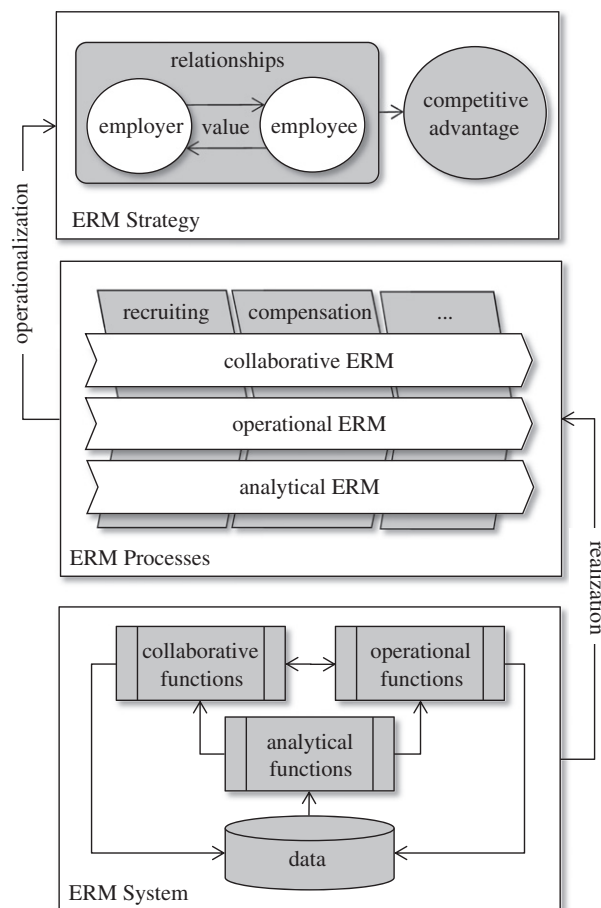 relationships
employer
value
employee
competitive
advantage
ERM Strategy
operationalization
recruiting
compensation
...
collaborative ERM
operational ERM
analytical ERM
ERM Processes
realization
collaborative
functions
operational
functions
analytical
functions
data
ERM System